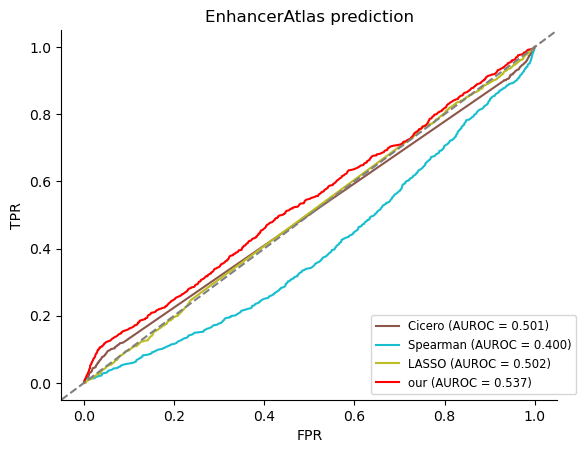 EnhancerAtlas prediction
TPR
1.0
0.8
0.6
0.4
0.2
0.0
0.0 0.2 0.4 0.6 0.8 1.0
FPR
Cicero (AUROC = 0.501)
Spearman (AUROC = 0.400)
LASSO (AUROC = 0.502)
our (AUROC = 0.537)